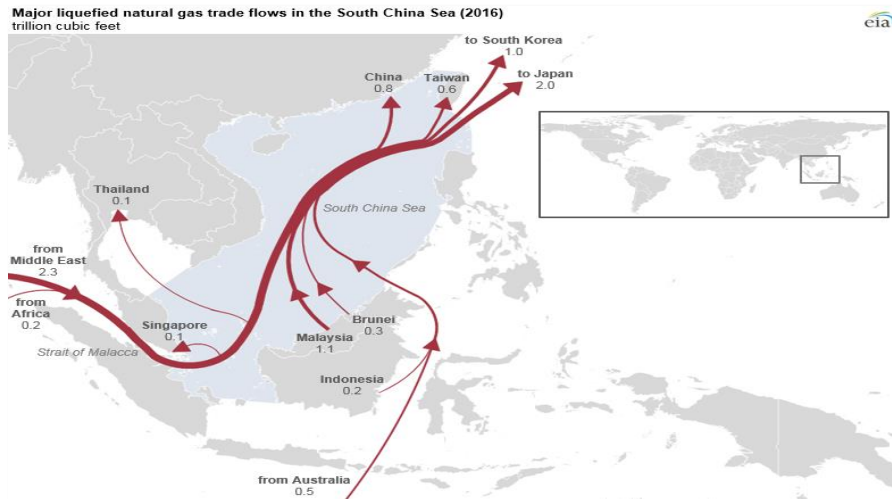 Major liquefied natural gas trade flows in the South China Sea (2016)
trillion cubic feet
eia
to South Korea
1.0
China
0.8
Taiwan
0.6
to Japan
2.0
Thailand
0.1
South China Sea
from
Middle East
2.3
from
Africa
0.2
Singapore
0.1
Strait of Malacca
Brunei
0.3
Malaysia
1.1
Indonesia
0.2
from Australia
0.5